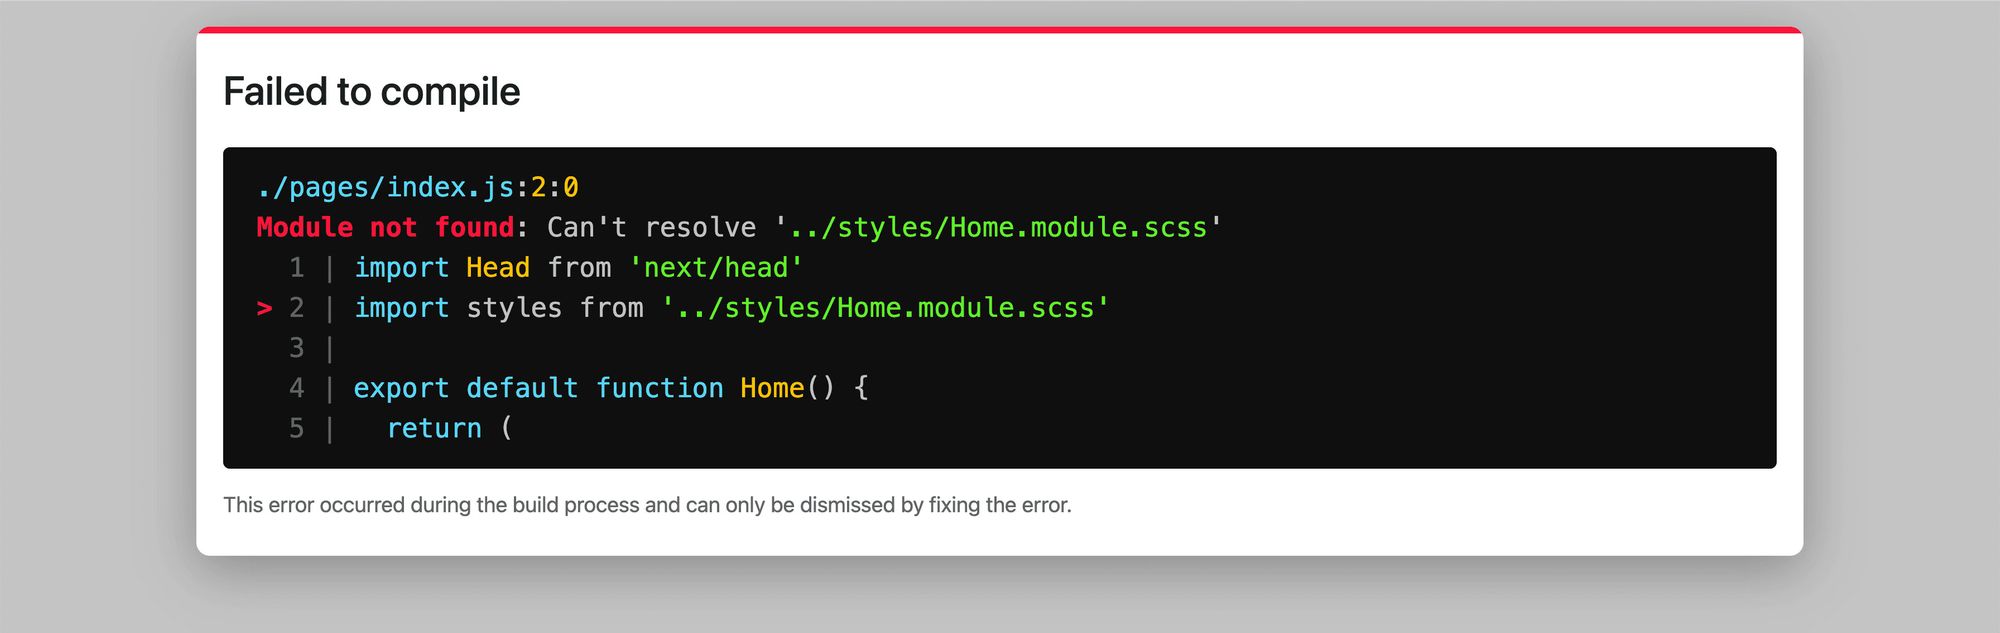 Failed to compile
./pages/index.js:2:0
Module not found: Can't resolve '../styles/Home.module.scss'
  1 | import Head from 'next/head'
> 2 | import styles from '../styles/Home.module.scss'
  3 |
  4 | export default function Home() {
  5 |   return (
This error occurred during the build process and can only be dismissed by fixing the error.